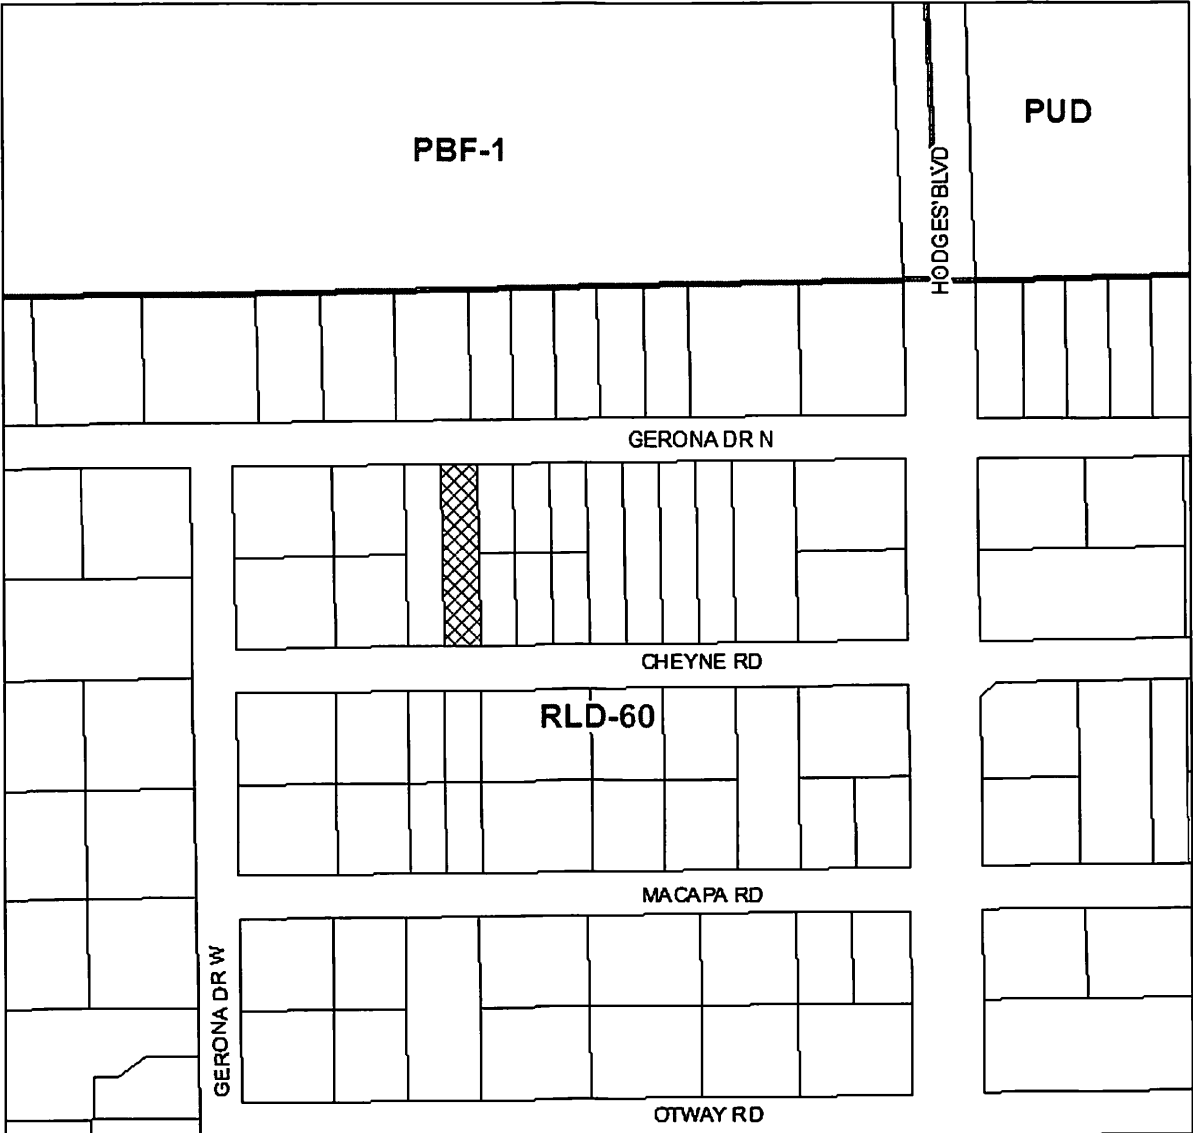 PUD
PBF-1
HODGES BLVD
GERONA DR N
CHEYNE RD
RLD-60
MACAPA RD
GERONA DR W
OTWAY RD